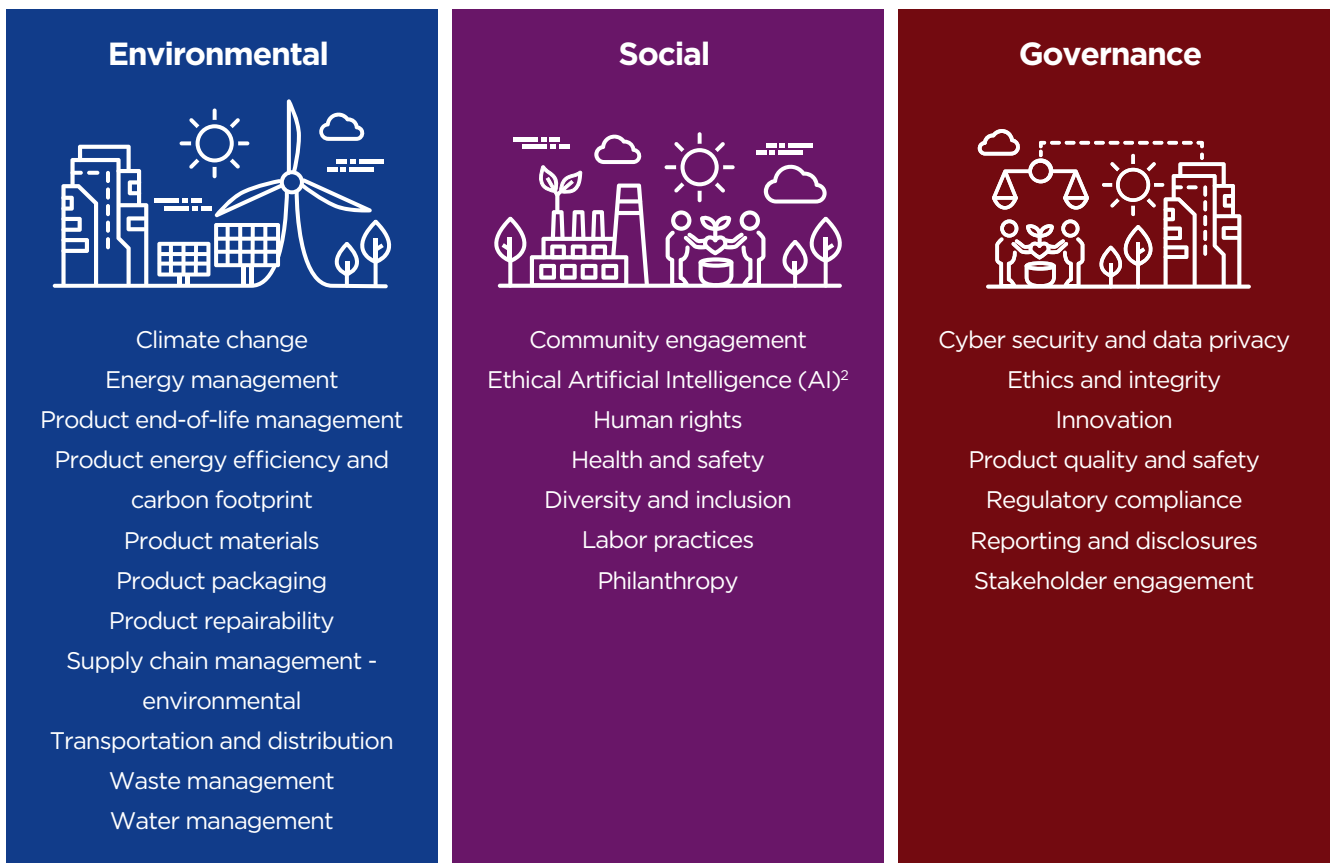 Environmental
Climate change
Energy management
Product end-of-life management
Product energy efficiency and
carbon footprint
Product materials
Product packaging
Product repairability
Supply chain management -
environmental
Transportation and distribution
Waste management
Water management
Social
Community engagement
Ethical Artificial Intelligence (AI)²
Human rights
Health and safety
Diversity and inclusion
Labor practices
Philanthropy
Governance
Cyber security and data privacy
Ethics and integrity
Innovation
Product quality and safety
Regulatory compliance
Reporting and disclosures
Stakeholder engagement